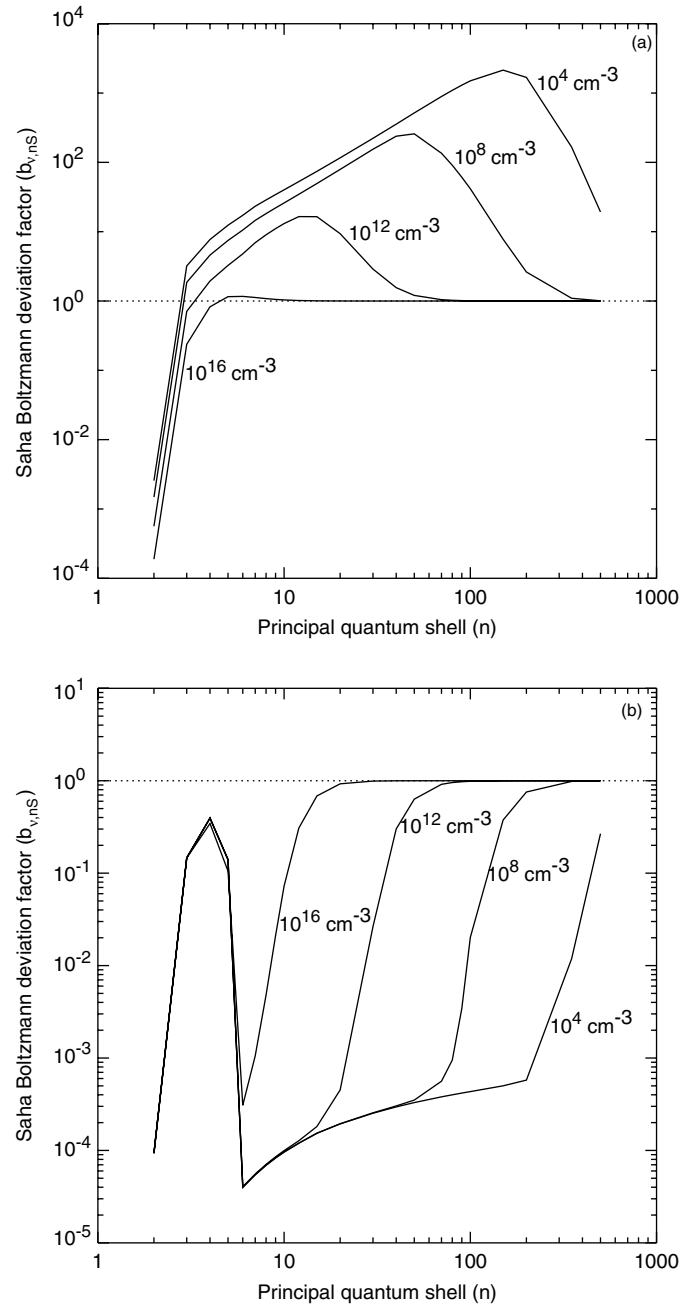 (a)
Saha Boltzmann deviation factor (b_{v,nS})
10^4
10^2
10^0
10^-2
10^-4
10^4 cm^-3
10^8 cm^-3
10^12 cm^-3
10^16 cm^-3
1 10 100 1000
Principal quantum shell (n)
(b)
Saha Boltzmann deviation factor (b_{v,nS})
10^1
10^0
10^-1
10^-2
10^-3
10^-4
10^-5
10^12 cm^-3
10^8 cm^-3
10^16 cm^-3
10^4 cm^-3
1 10 100 1000
Principal quantum shell (n)